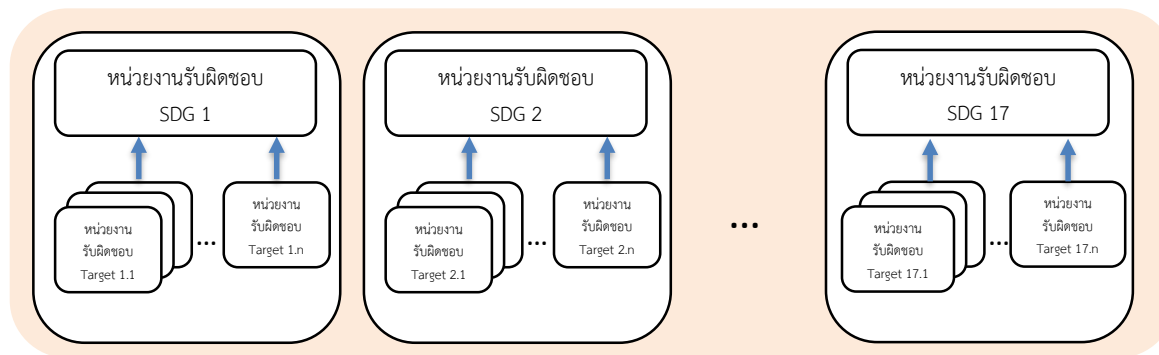 หน่วยงานรับผิดชอบ
SDG 1
หน่วยงาน
รับผิดชอบ
Target 1.1
...
หน่วยงาน
รับผิดชอบ
Target 1.n
หน่วยงานรับผิดชอบ
SDG 2
หน่วยงาน
รับผิดชอบ
Target 2.1
...
หน่วยงาน
รับผิดชอบ
Target 2.n
...
หน่วยงานรับผิดชอบ
SDG 17
หน่วยงาน
รับผิดชอบ
Target 17.1
...
หน่วยงาน
รับผิดชอบ
Target 17.n